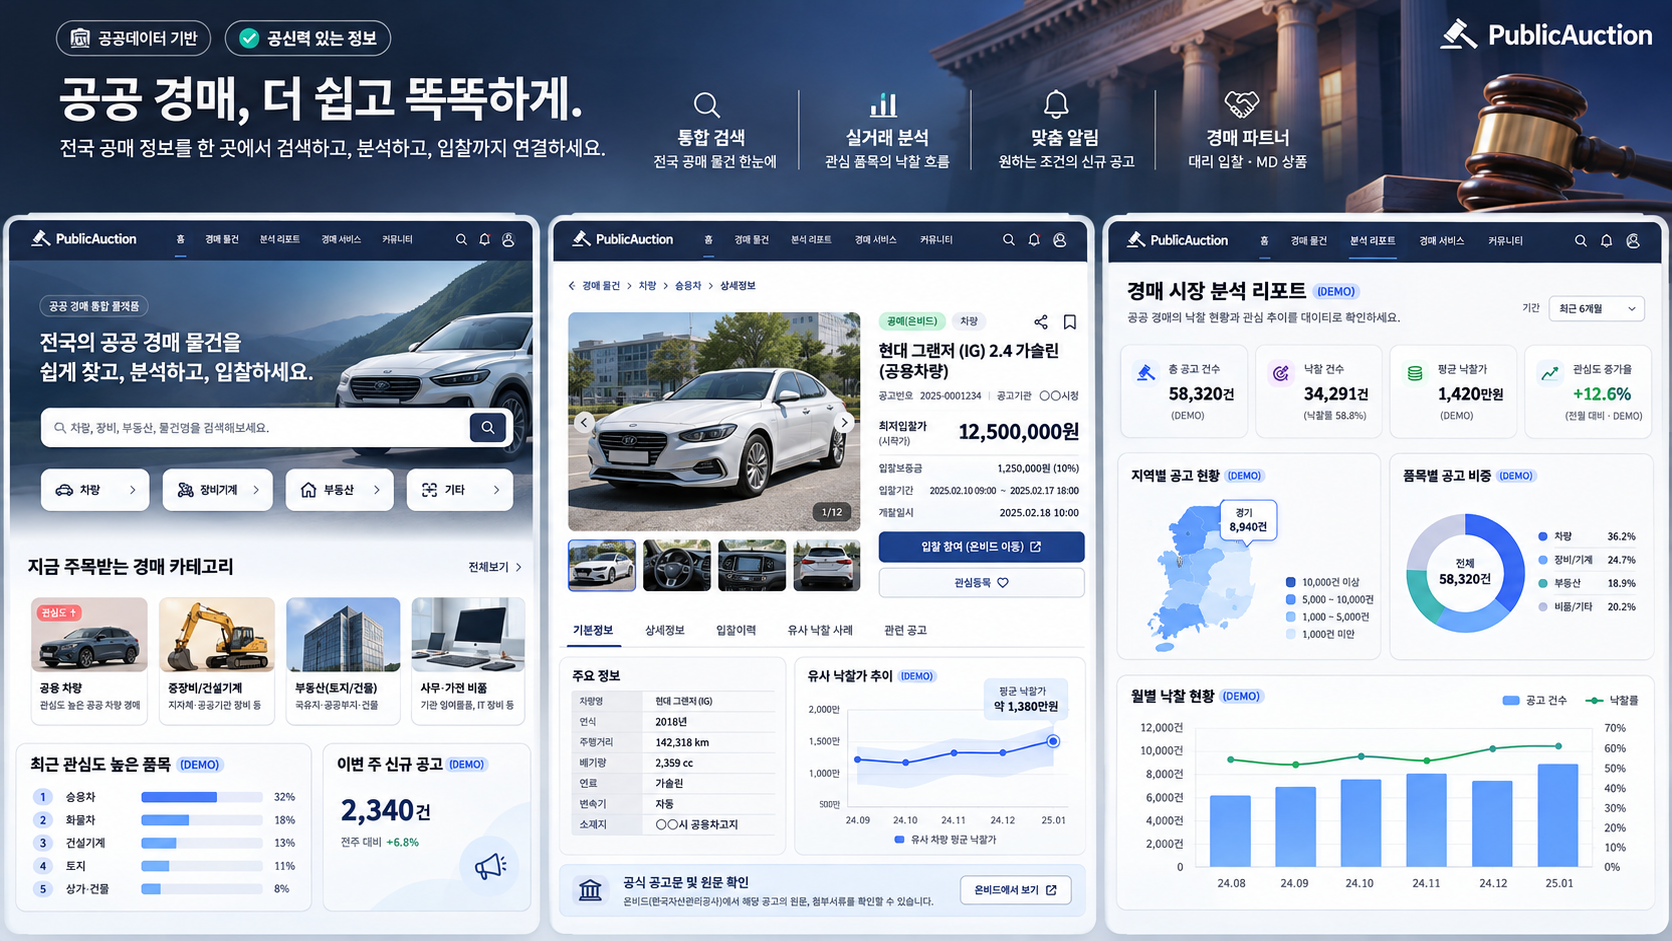 공공데이터 기반
공신력 있는 정보
PublicAuction
공공 경매, 더 쉽고 똑똑하게.
전국 공매 정보를 한 곳에서 검색하고, 분석하고, 입찰까지 연결하세요.
통합 검색
전국 공매 물건 한눈에
실거래 분석
관심 품목의 낙찰 흐름
맞춤 알림
원하는 조건의 신규 공고
경매 파트너
대리 입찰 · MD 상품
PublicAuction
홈
경매 물건
분석 리포트
경매 서비스
커뮤니티
공공 경매 통합 플랫폼
전국의 공공 경매 물건을
쉽게 찾고, 분석하고, 입찰하세요.
차량, 장비, 부동산, 물건명을 검색해보세요.
차량
장비기계
부동산
기타
지금 주목받는 경매 카테고리
전체보기
관심도 ↑
공용 차량
관심도 높은 공용 차량 경매
중장비/건설기계
지자체·공공기관 장비 등
부동산(토지/건물)
국유지·공공부지·건물
사무·가전 비품
기관 잉여물품, IT 장비 등
최근 관심도 높은 품목 (DEMO)
1 승용차 32%
2 화물차 18%
3 건설기계 13%
4 토지 11%
5 상가·건물 8%
이번 주 신규 공고 (DEMO)
2,340건
전주 대비 +6.8%
PublicAuction
홈
경매 물건
분석 리포트
경매 서비스
커뮤니티
경매 물건 > 차량 > 승용차 > 상세정보
1/12
공매(온비드)
차량
현대 그랜저 (IG) 2.4 가솔린
(공용차량)
공고번호 2025-0001234 | 공고기관 ○○시청
최저입찰가
(시작가)
12,500,000원
입찰보증금 1,250,000원 (10%)
입찰기간 2025.02.10 09:00 ~ 2025.02.17 18:00
개찰일시 2025.02.18 10:00
입찰 참여 (온비드 이동)
관심등록
기본정보
상세정보
입찰이력
유사 낙찰 사례
관련 공고
주요 정보
차량명 현대 그랜저 (IG)
연식 2018년
주행거리 142,318 km
배기량 2,359 cc
연료 가솔린
변속기 자동
소재지 ○○시 공용차고지
유사 낙찰가 추이 (DEMO)
평균 낙찰가
약 1,380만원
2,000만
1,500만
1,000만
500만
24.09 24.10 24.11 24.12 25.01
유사 차량 평균 낙찰가
공식 공고문 및 원문 확인
온비드(한국자산관리공사)에서 해당 공고의 원문, 첨부서류를 확인할 수 있습니다.
온비드에서 보기
PublicAuction
홈
경매 물건
분석 리포트
경매 서비스
커뮤니티
경매 시장 분석 리포트 (DEMO)
공공 경매의 낙찰 현황과 관심 추이를 데이터로 확인하세요.
기간
최근 6개월
총 공고 건수
58,320건
(DEMO)
낙찰 건수
34,291건
(낙찰률 58.8%)
평균 낙찰가
1,420만원
(DEMO)
관심도 증가율
+12.6%
(전월 대비 · DEMO)
지역별 공고 현황 (DEMO)
경기
8,940건
10,000건 이상
5,000 ~ 10,000건
1,000 ~ 5,000건
1,000건 미만
품목별 공고 비중 (DEMO)
전체
58,320건
차량 36.2%
장비/기계 24.7%
부동산 18.9%
비품/기타 20.2%
월별 낙찰 현황 (DEMO)
공고 건수
낙찰률
12,000건 70%
10,000건 60%
8,000건 50%
6,000건 40%
4,000건 30%
2,000건 20%
0 10%
0%
24.08 24.09 24.10 24.11 24.12 25.01